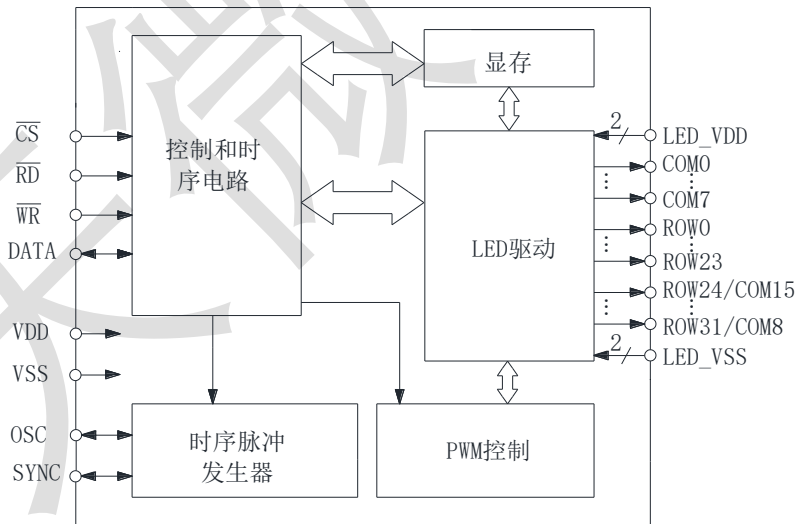 显存
CS
RD
WR
DATA
控制和时
序电路
LED驱动
2
LED_VDD
COM0
⋮
COM7
ROW0
⋮
ROW23
ROW24/COM15
⋮
ROW31/COM8
2
LED_VSS
VDD
VSS
OSC
SYNC
时序脉冲
发生器
PWM控制